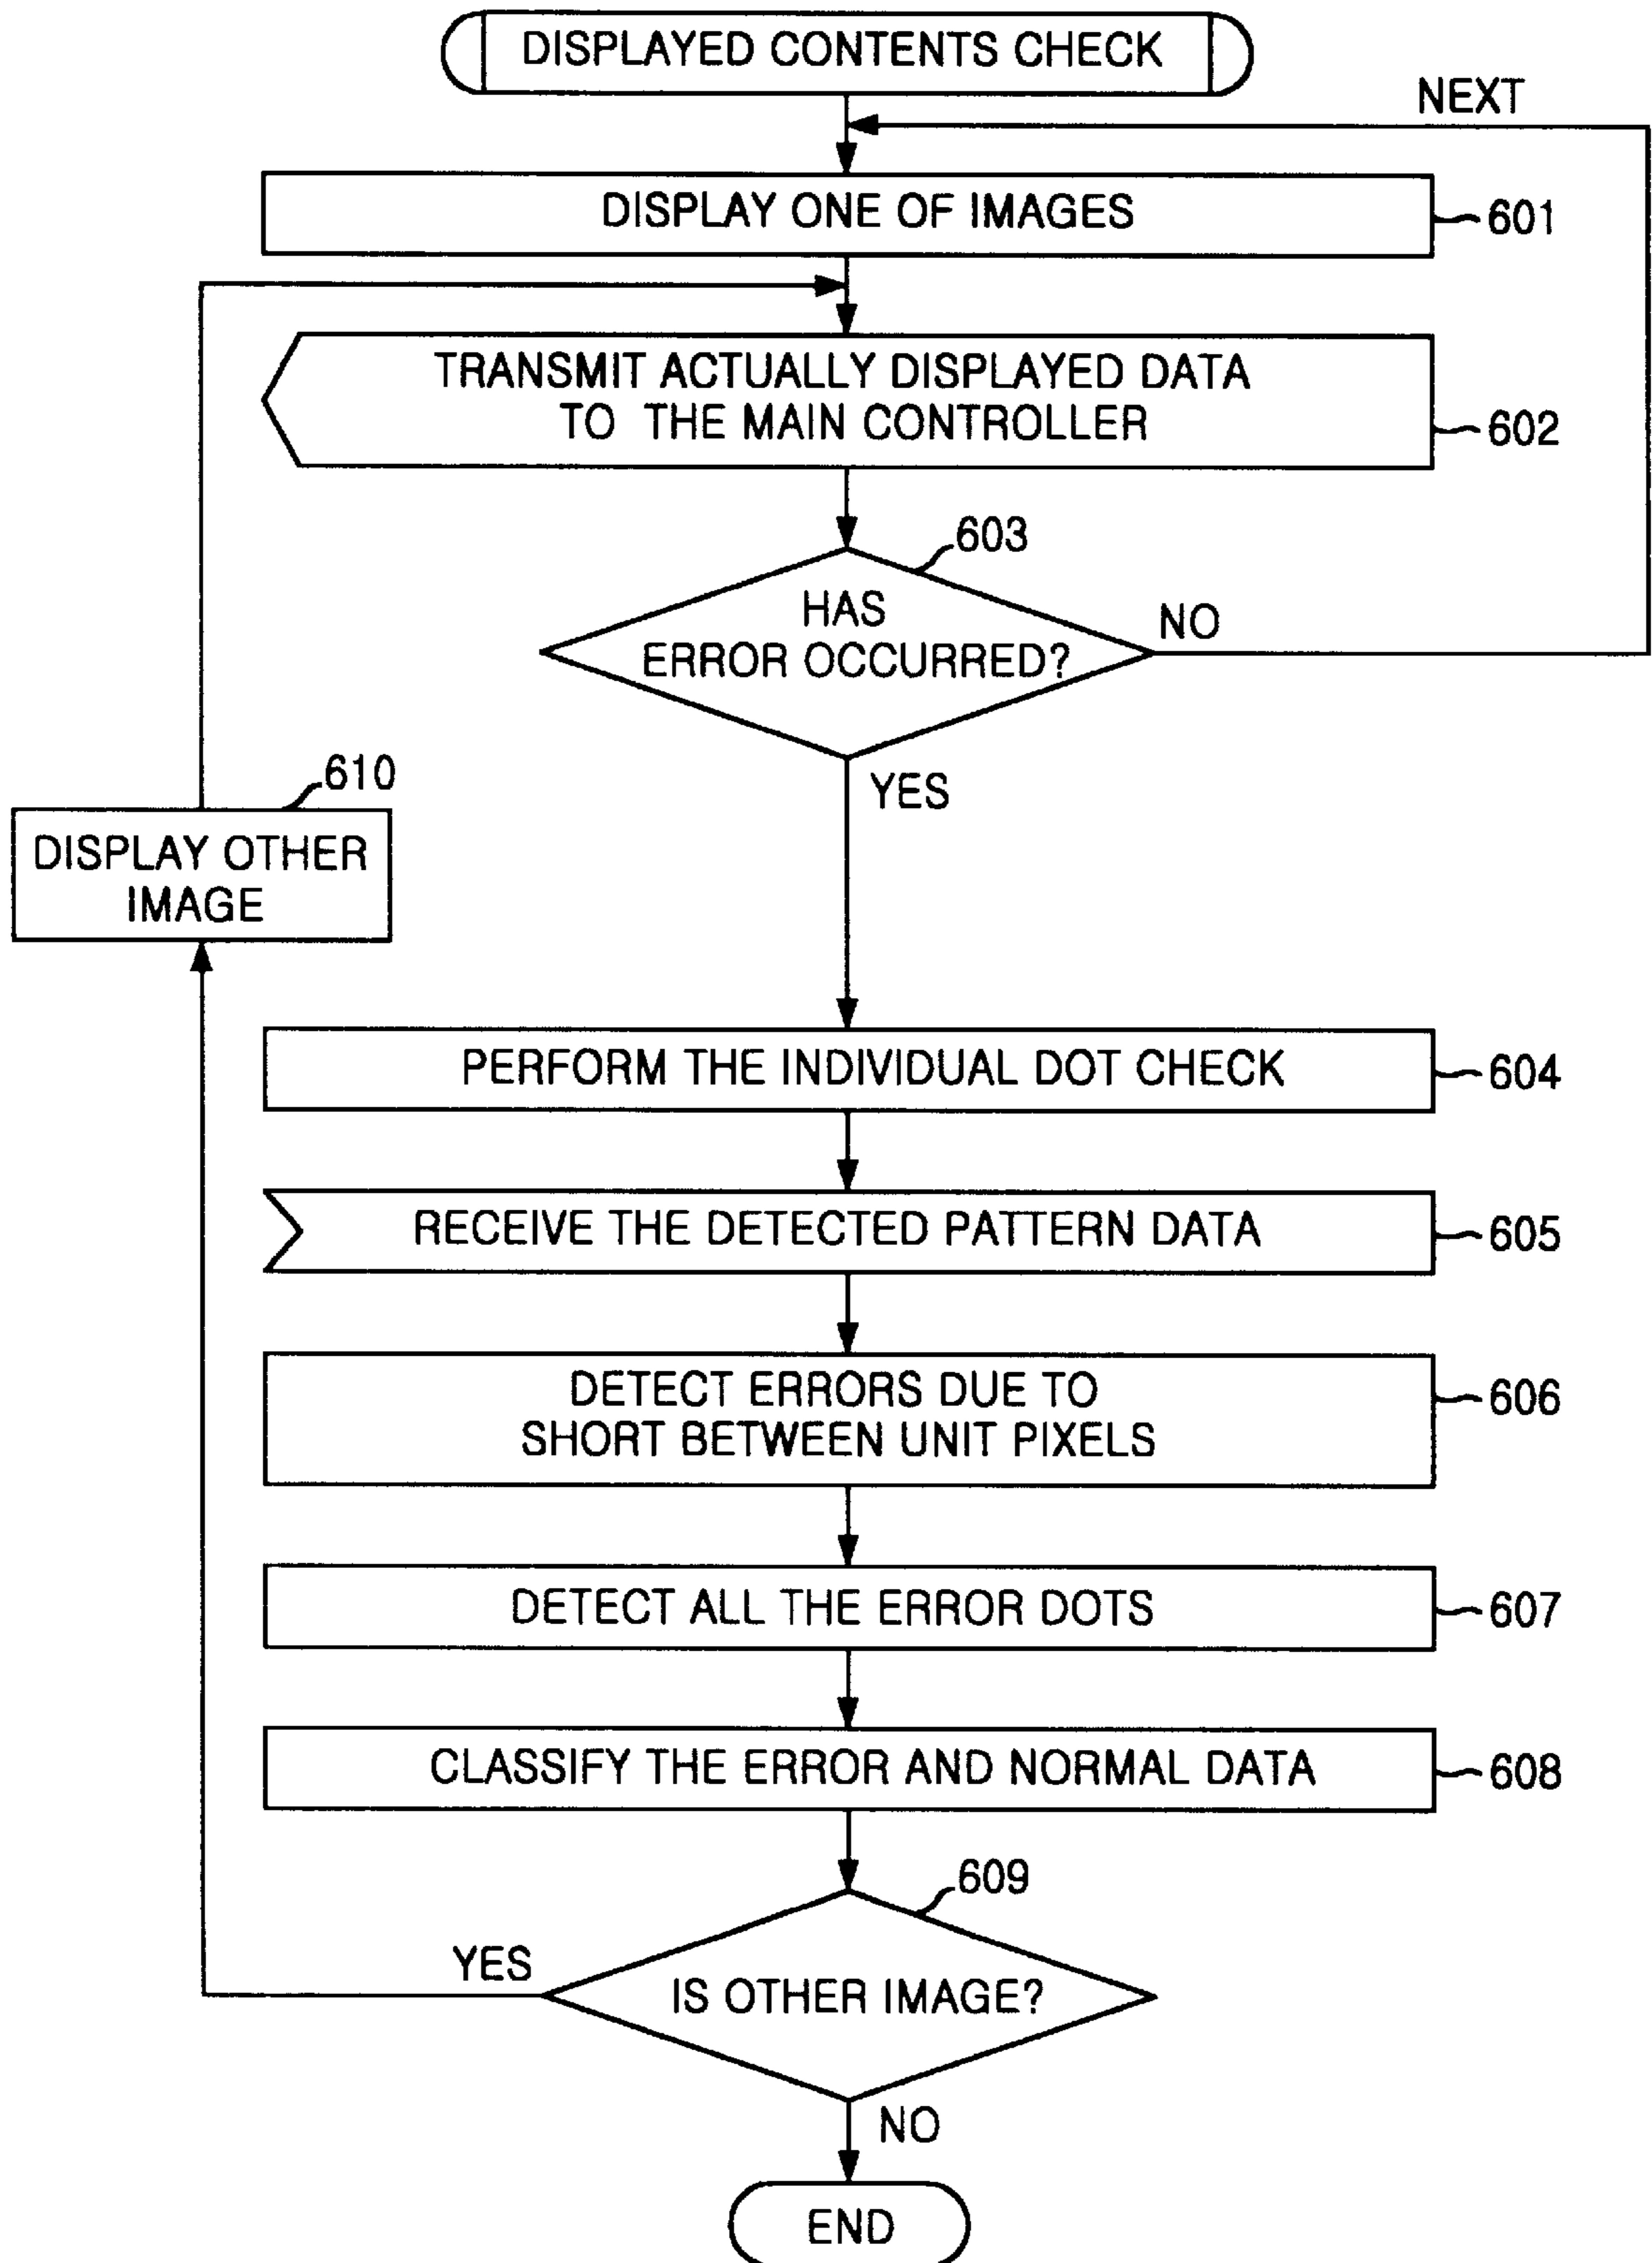 DISPLAYED CONTENTS CHECK
NEXT
DISPLAY ONE OF IMAGES
601
TRANSMIT ACTUALLY DISPLAYED DATA
TO THE MAIN CONTROLLER
602
603
HAS
ERROR OCCURRED?
NO
YES
610
DISPLAY OTHER
IMAGE
PERFORM THE INDIVIDUAL DOT CHECK
604
RECEIVE THE DETECTED PATTERN DATA
605
DETECT ERRORS DUE TO
SHORT BETWEEN UNIT PIXELS
606
DETECT ALL THE ERROR DOTS
607
CLASSIFY THE ERROR AND NORMAL DATA
608
609
YES
IS OTHER IMAGE?
NO
END